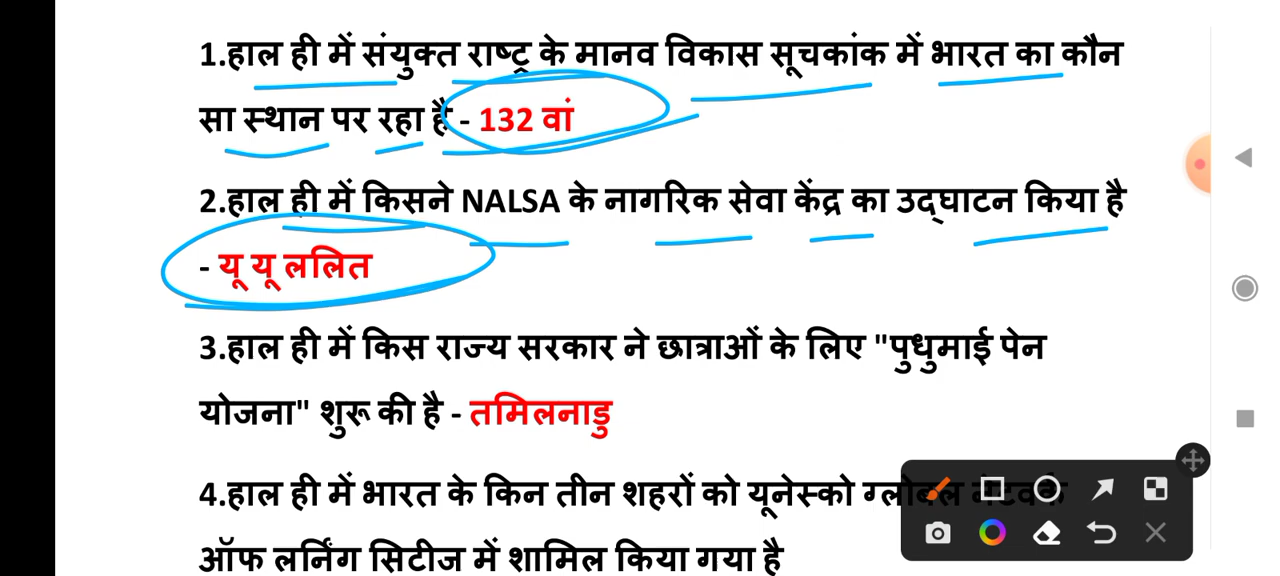 1.हाल ही में संयुक्त राष्ट्र के मानव विकास सूचकांक में भारत का कौन
सा स्थान पर रहा है - 132 वां
2.हाल ही में किसने NALSA के नागरिक सेवा केंद्र का उद्घाटन किया है
- यू यू ललित
3.हाल ही में किस राज्य सरकार ने छात्राओं के लिए "पुधुमाई पेन
योजना" शुरू की है - तमिलनाडु
4.हाल ही में भारत के किन तीन शहरों को यूनेस्को ग्लोबल नेटवर्क
ऑफ लर्निंग सिटीज में शामिल किया गया है